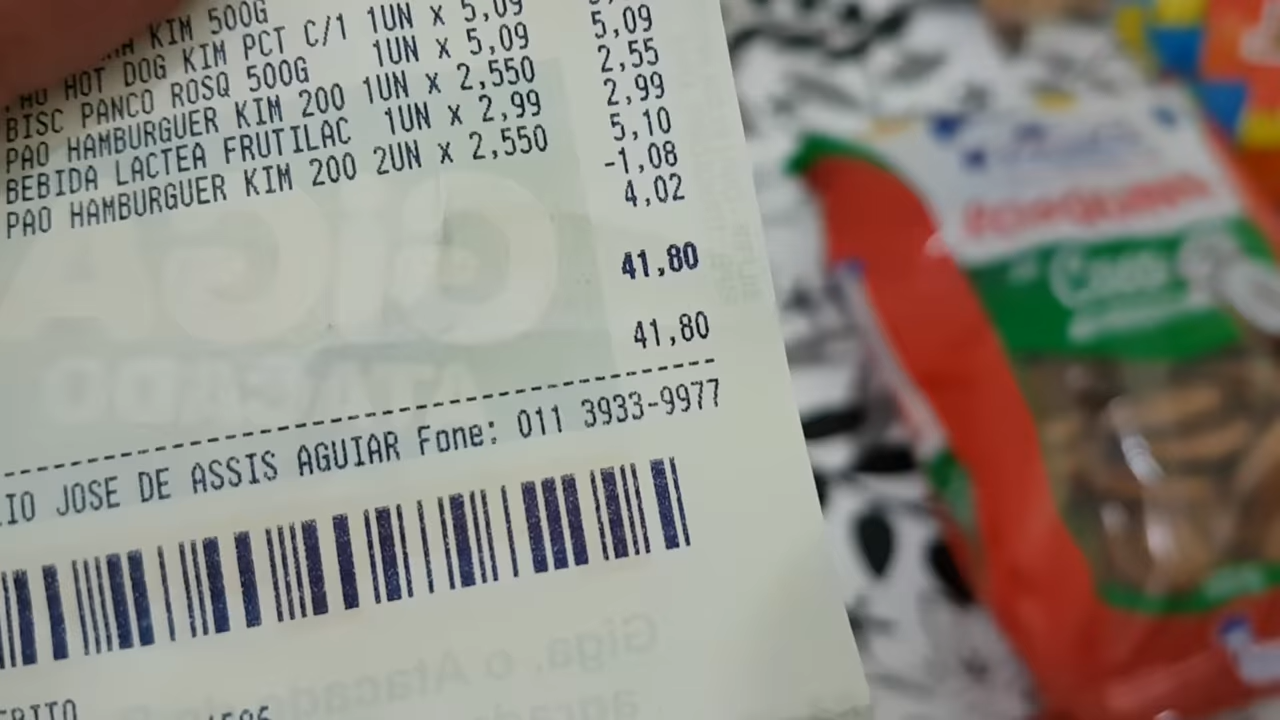 KIM 500G
HOT DOG KIM PCT C/1 1UN X 5,09
BISC PANCO ROSQ 500G 1UN X 5,09 5,09
PAO HAMBURGUER KIM 200 1UN X 2,550 2,55
BEBIDA LACTEA FRUTILAC 1UN X 2,99 2,99
PAO HAMBURGUER KIM 200 2UN X 2,550 5,10
-1,08
4,02
41,80
41,80
JOSE DE ASSIS AGUIAR Fone: 011 3933-9977
Coco